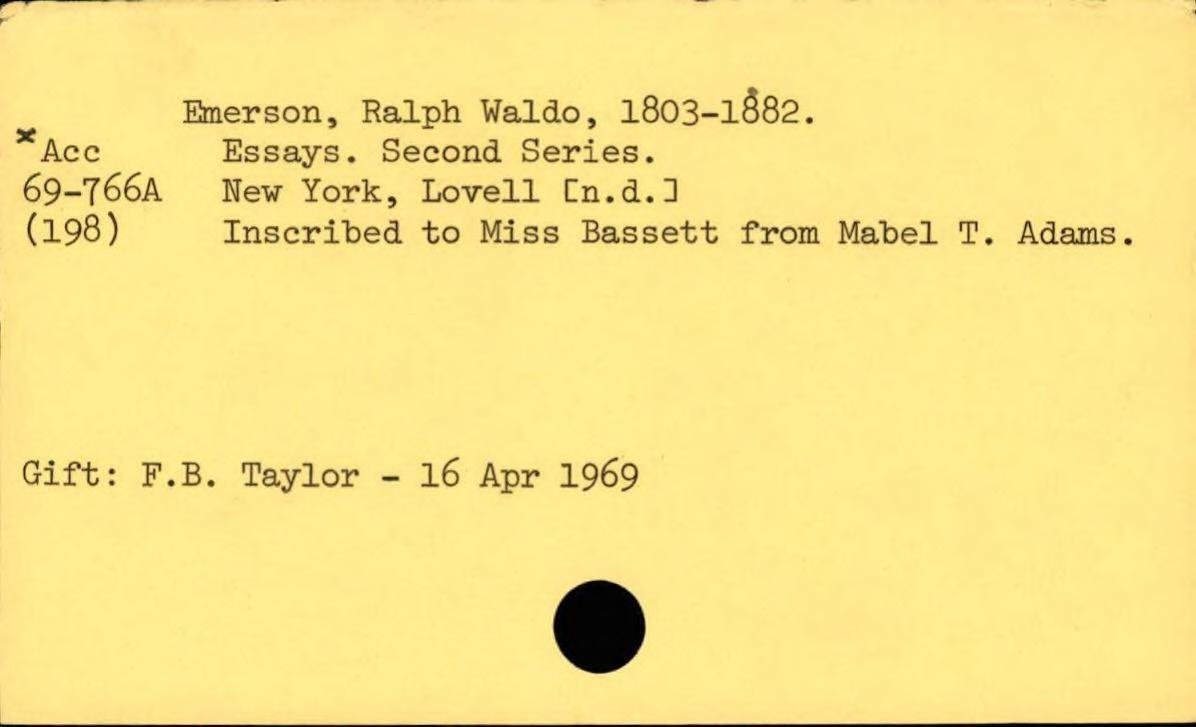 Emerson, Ralph Waldo, 1803-1882.
*Acc Essays. Second Series.
69-766A New York, Lovell [n.d.]
(198) Inscribed to Miss Bassett from Mabel T. Adams.
Gift: F.B. Taylor - 16 Apr 1969